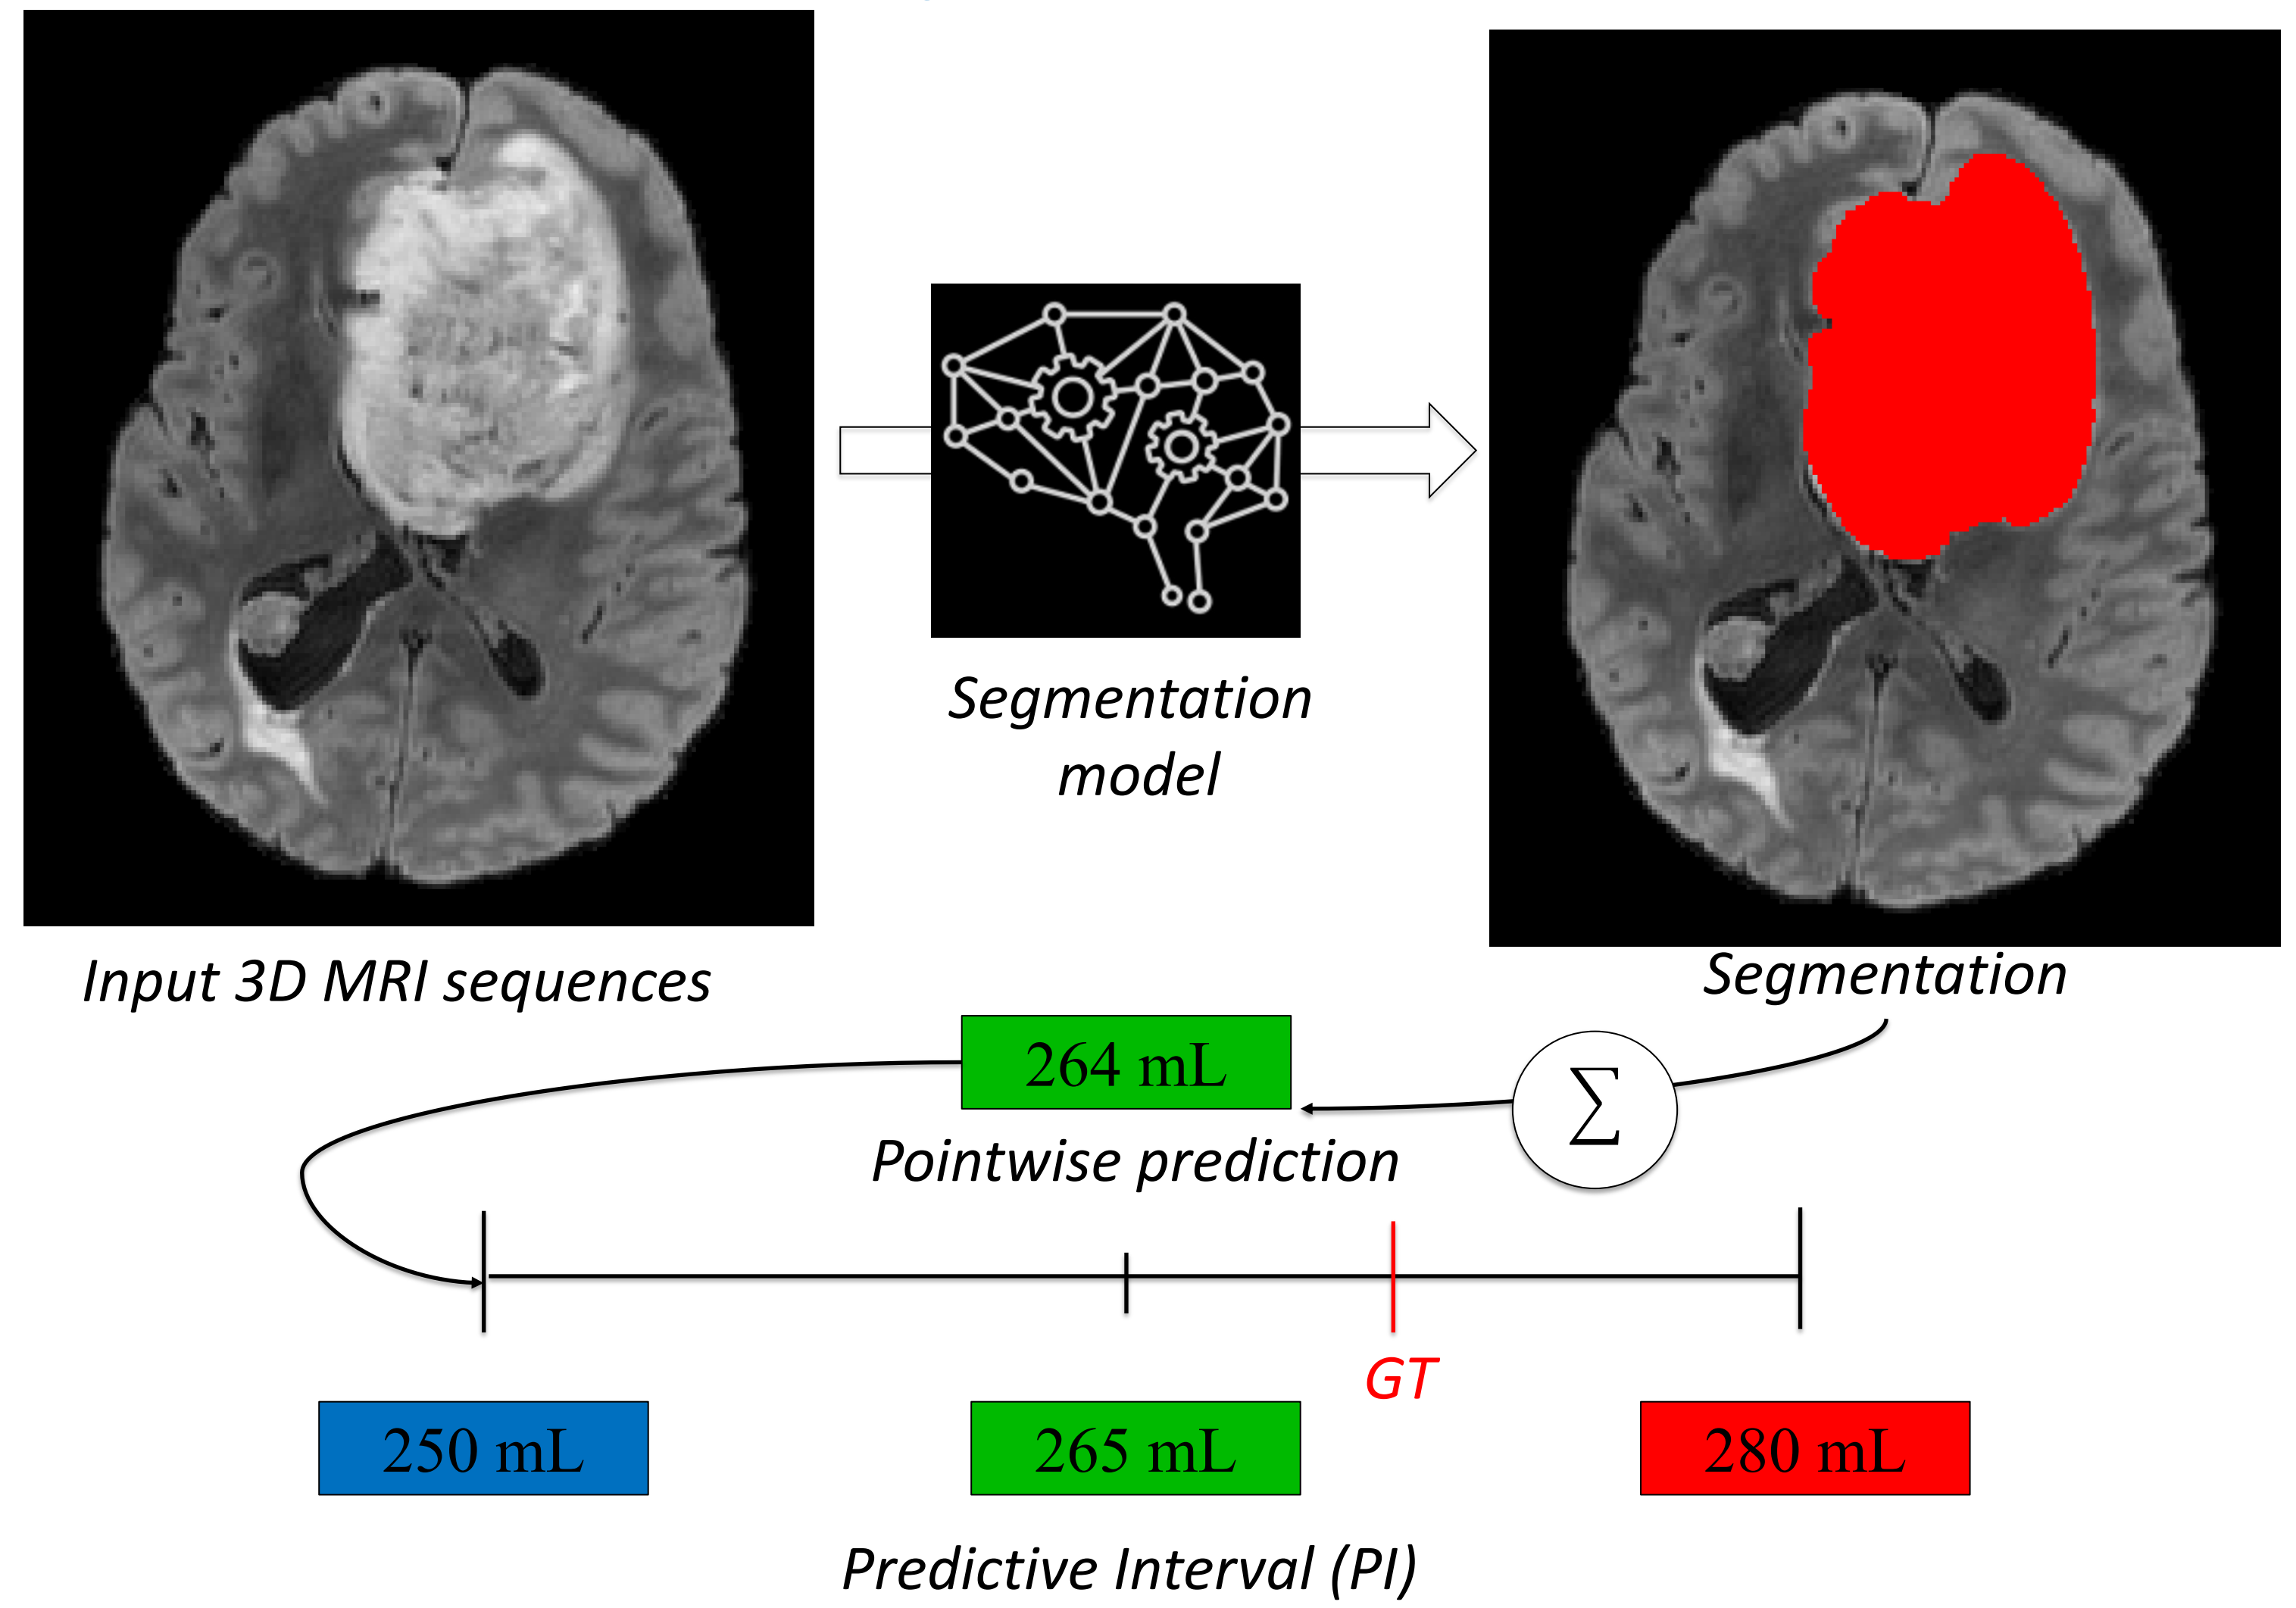 Segmentation
model
Input 3D MRI sequences
Segmentation
264 mL
∑
Pointwise prediction
GT
250 mL
265 mL
280 mL
Predictive Interval (PI)